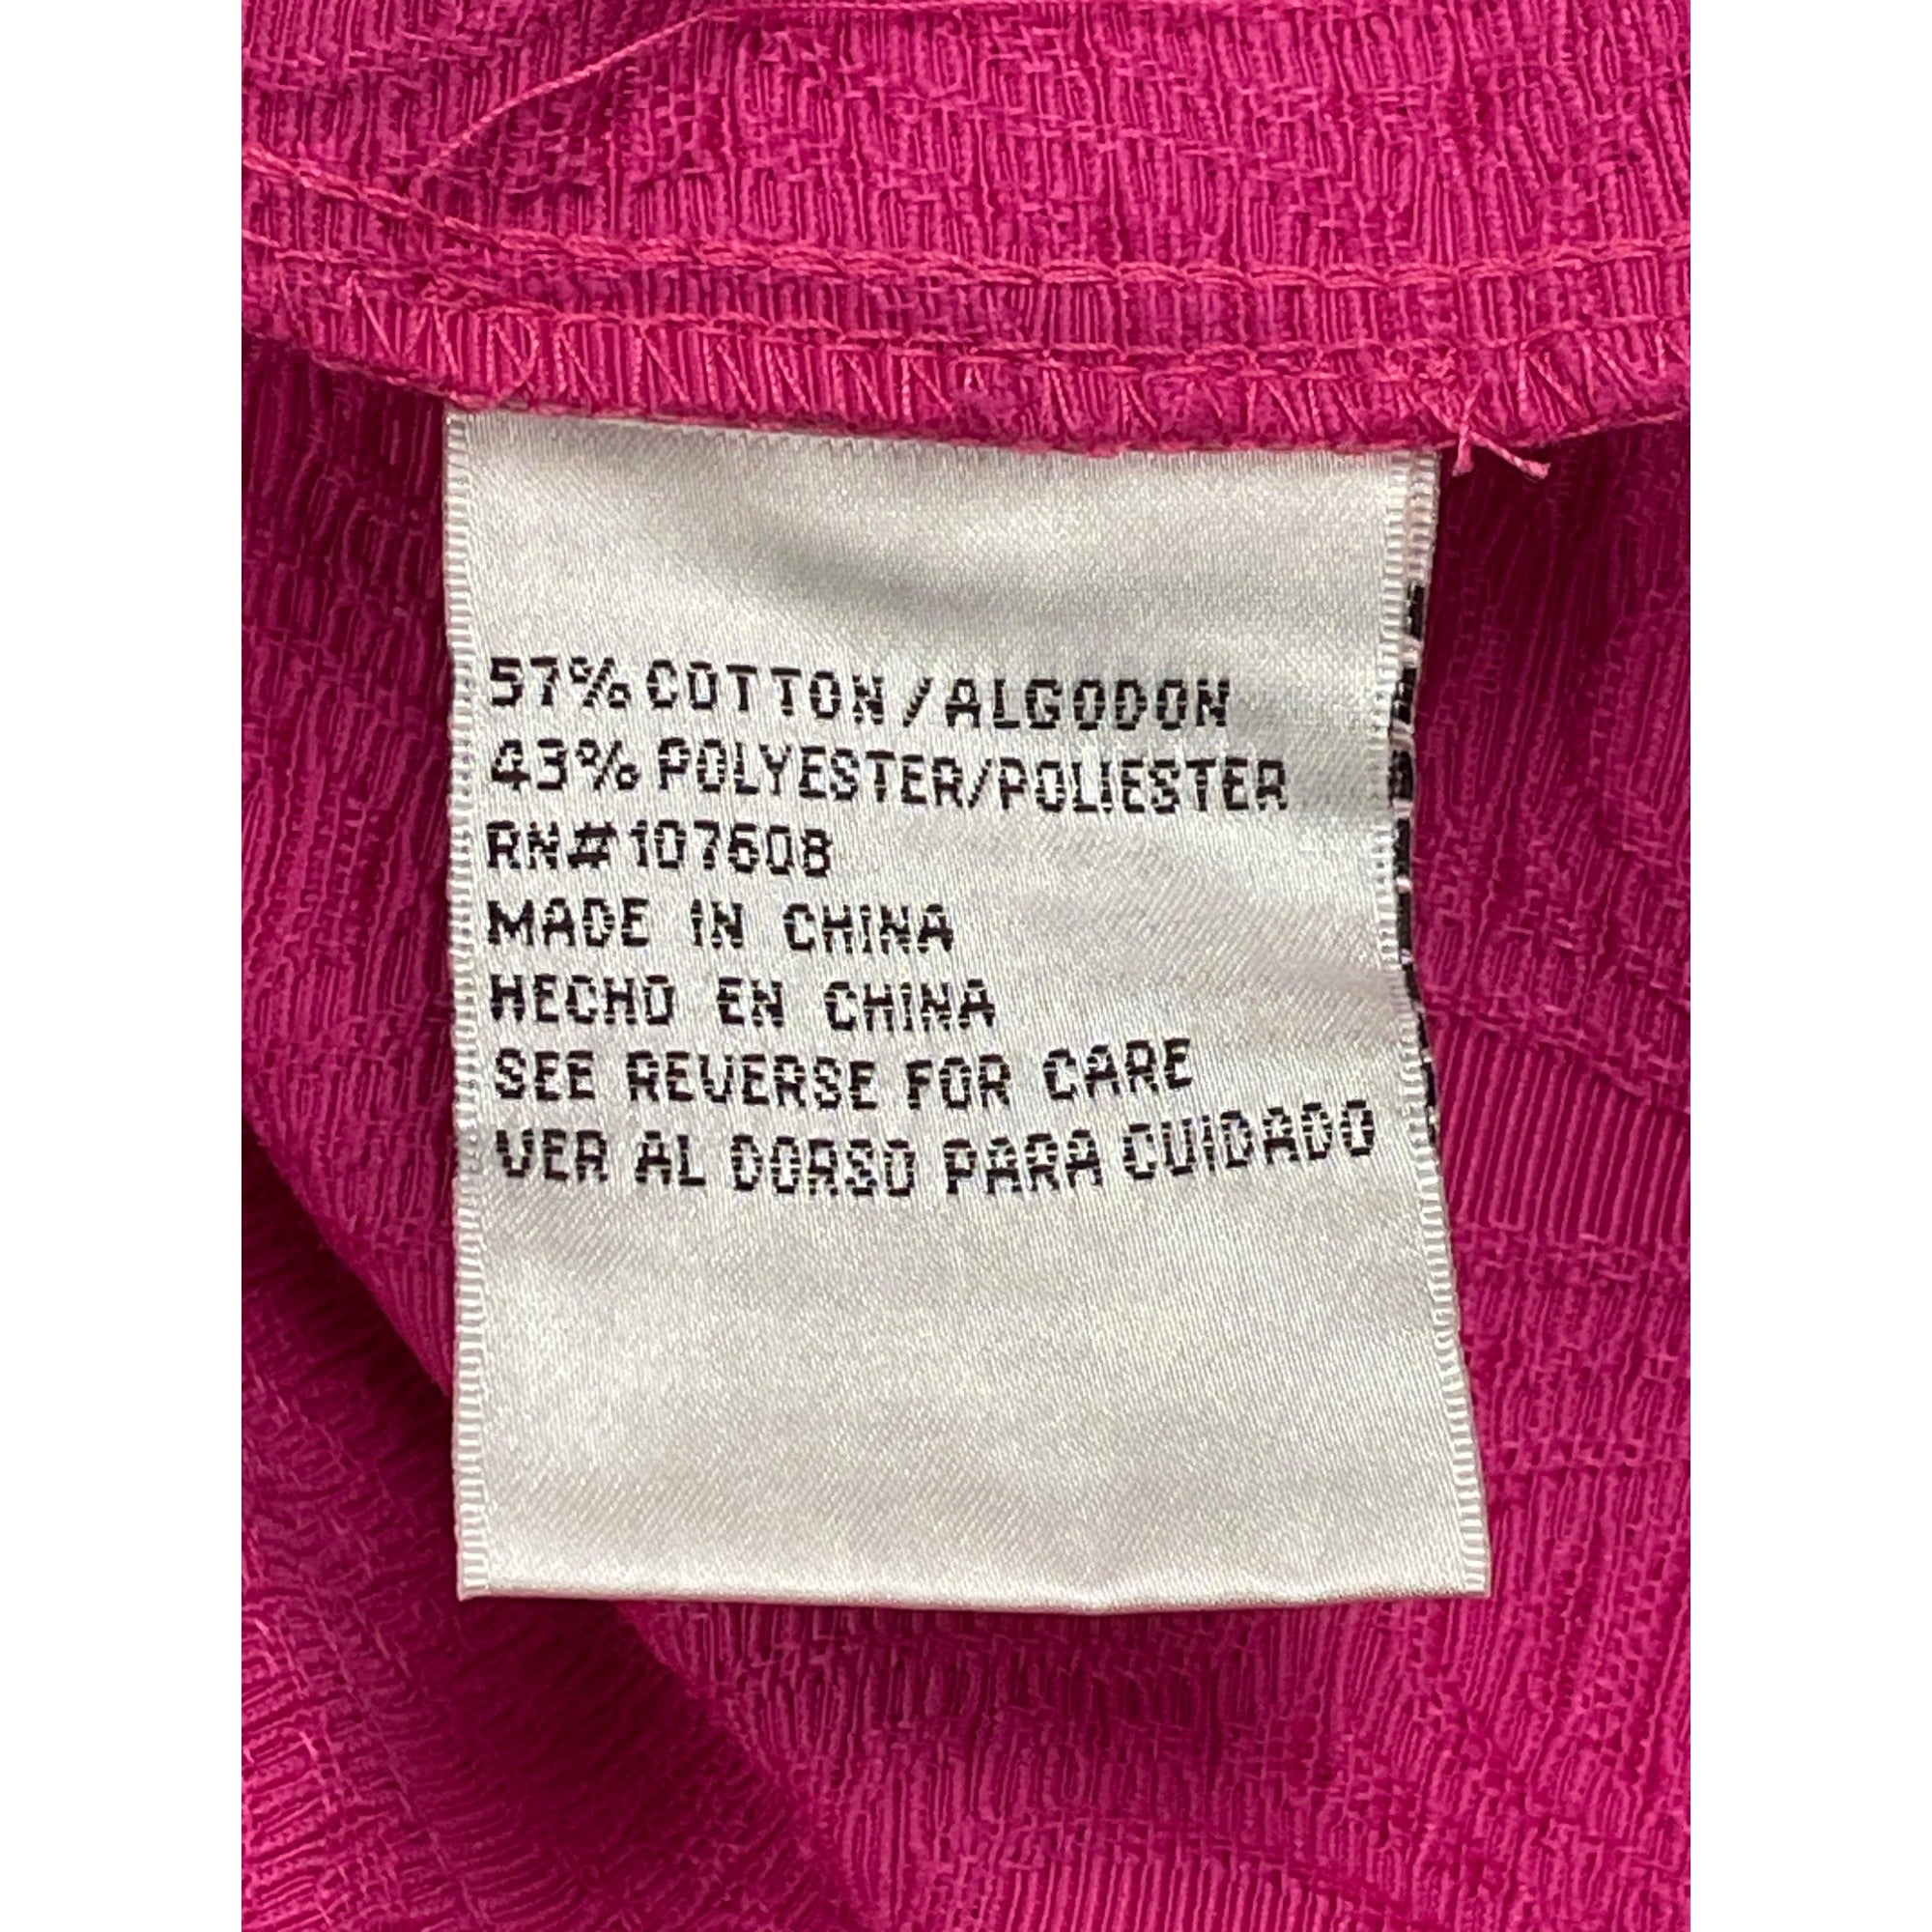 57% COTTON/ALGODON
43% POLYESTER/POLIESTER
RN#107608
MADE IN CHINA
HECHO EN CHINA
SEE REVERSE FOR CARE
VER AL DORSO PARA CUIDADO